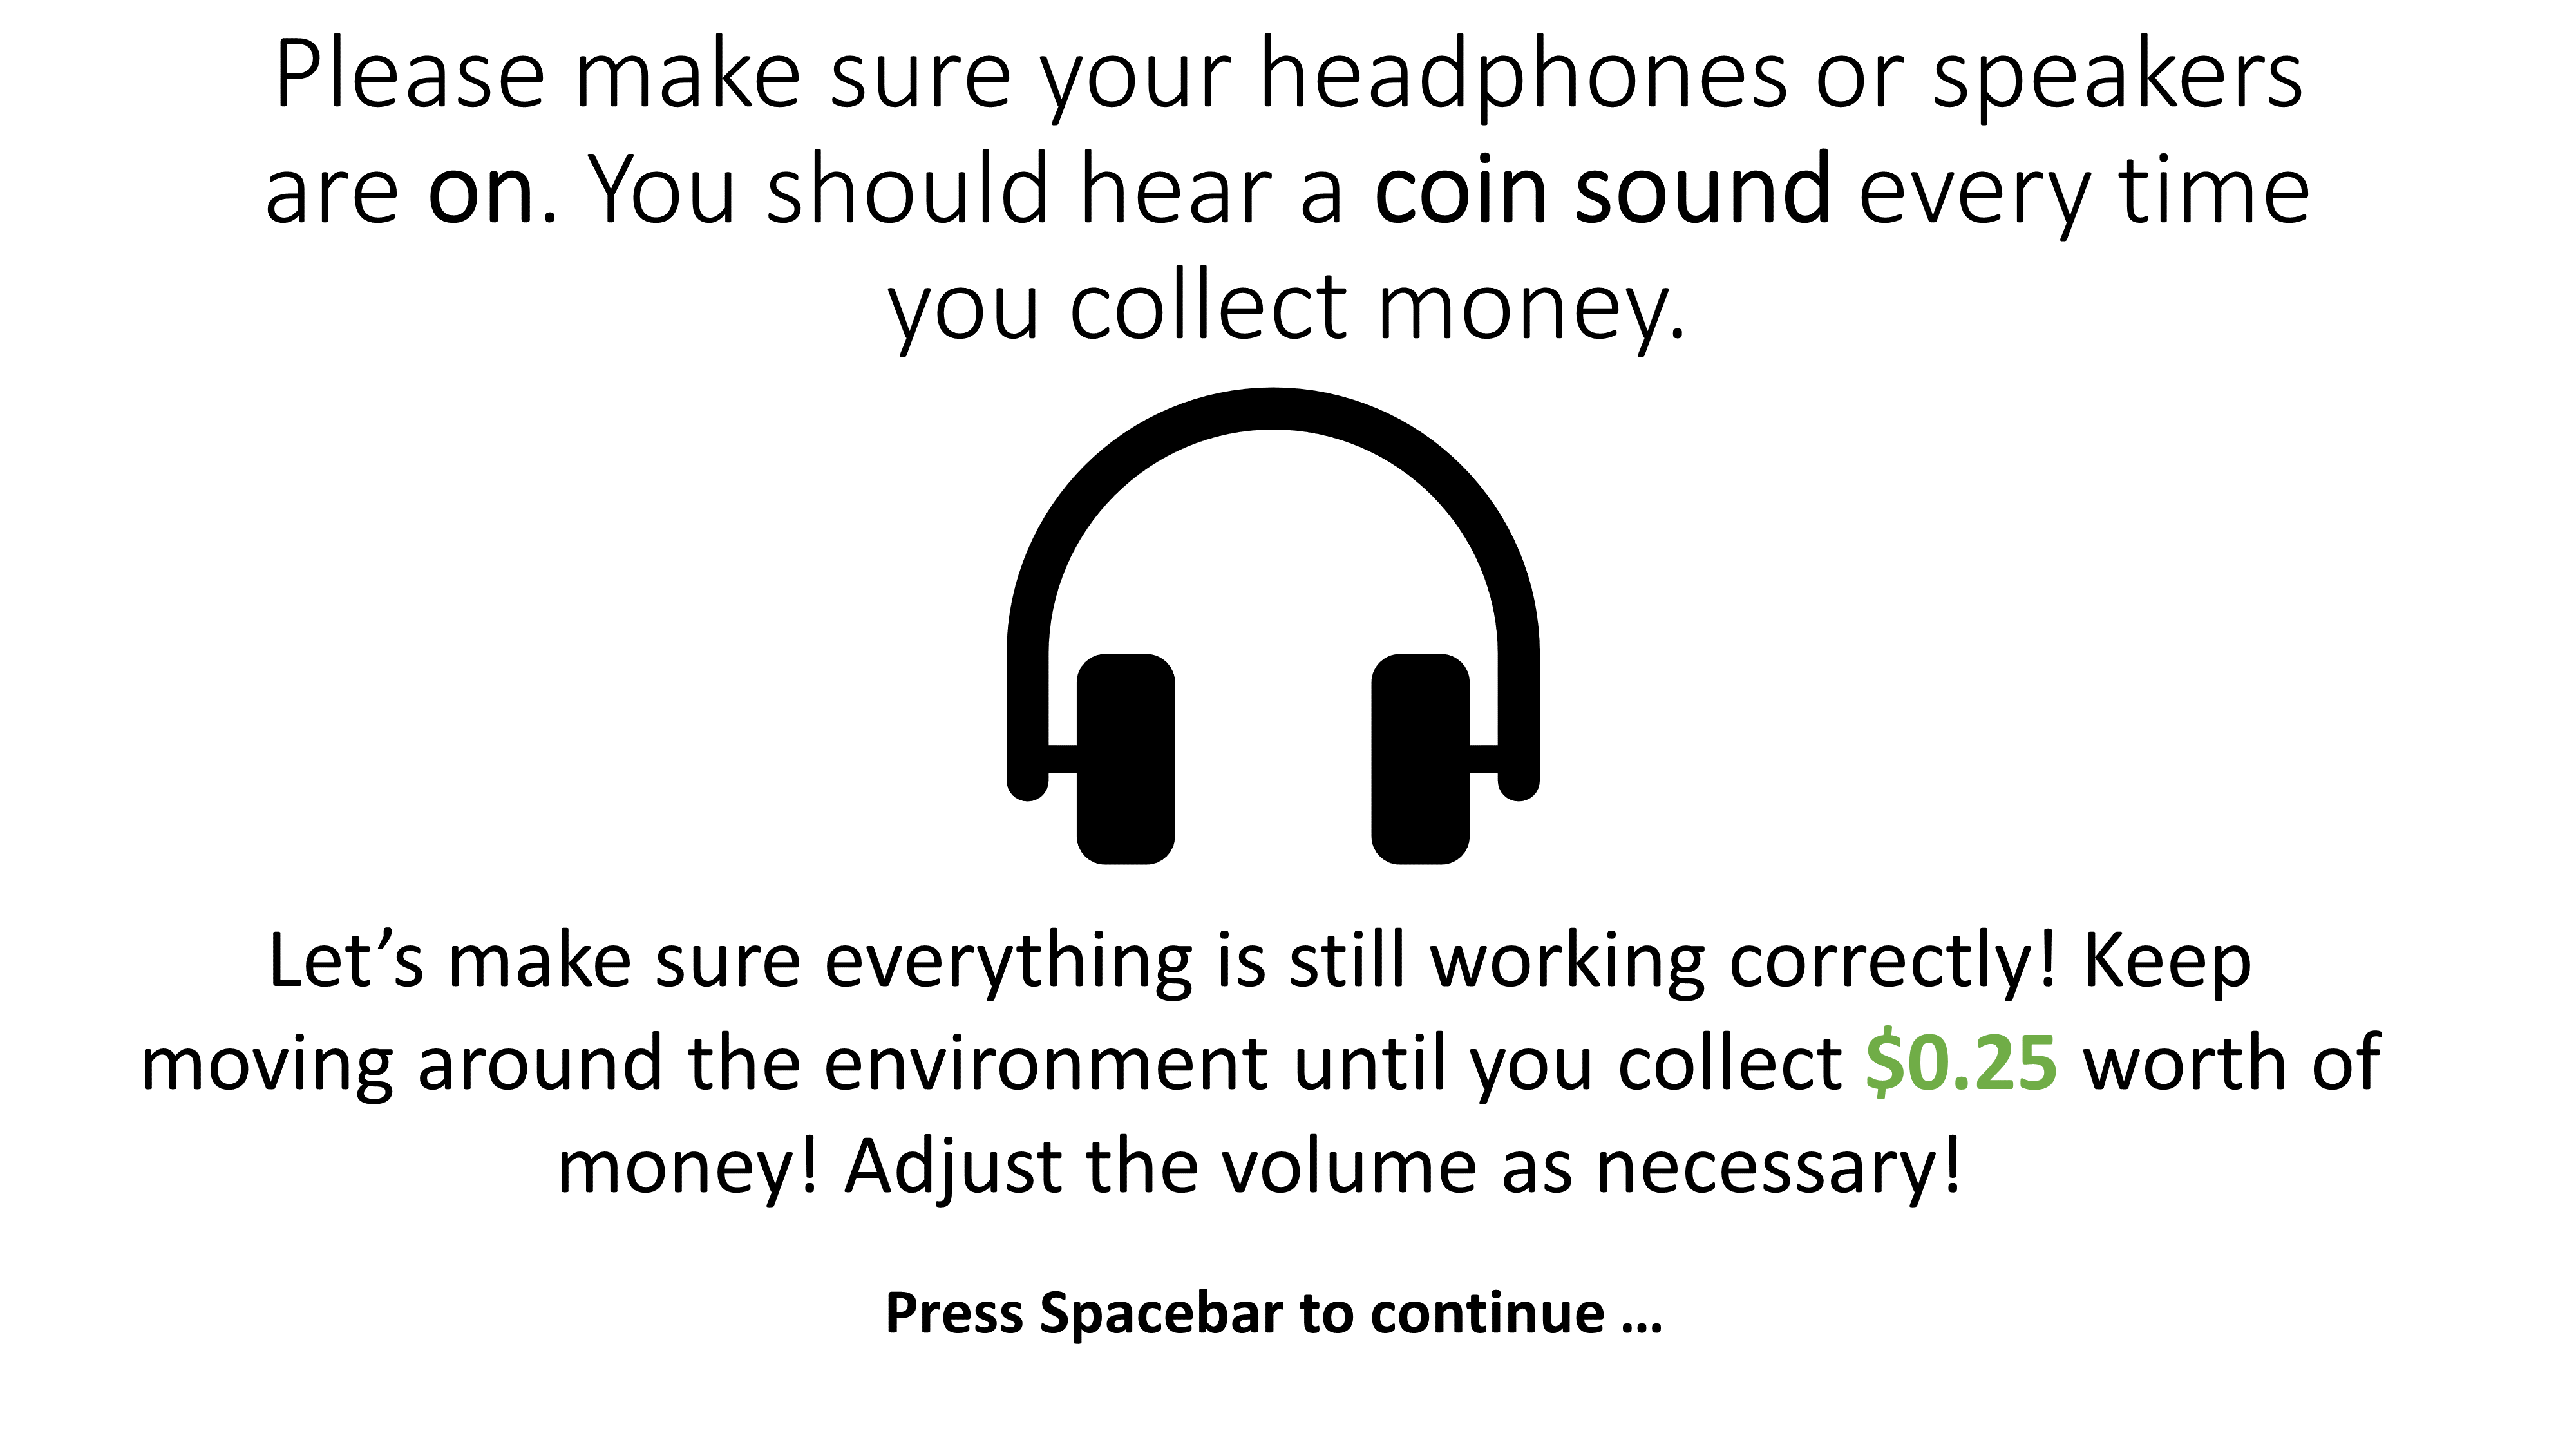 Please make sure your headphones or speakers
are on. You should hear a coin sound every time
you collect money.
Let’s make sure everything is still working correctly! Keep
moving around the environment until you collect $0.25 worth of
money! Adjust the volume as necessary!
Press Spacebar to continue …